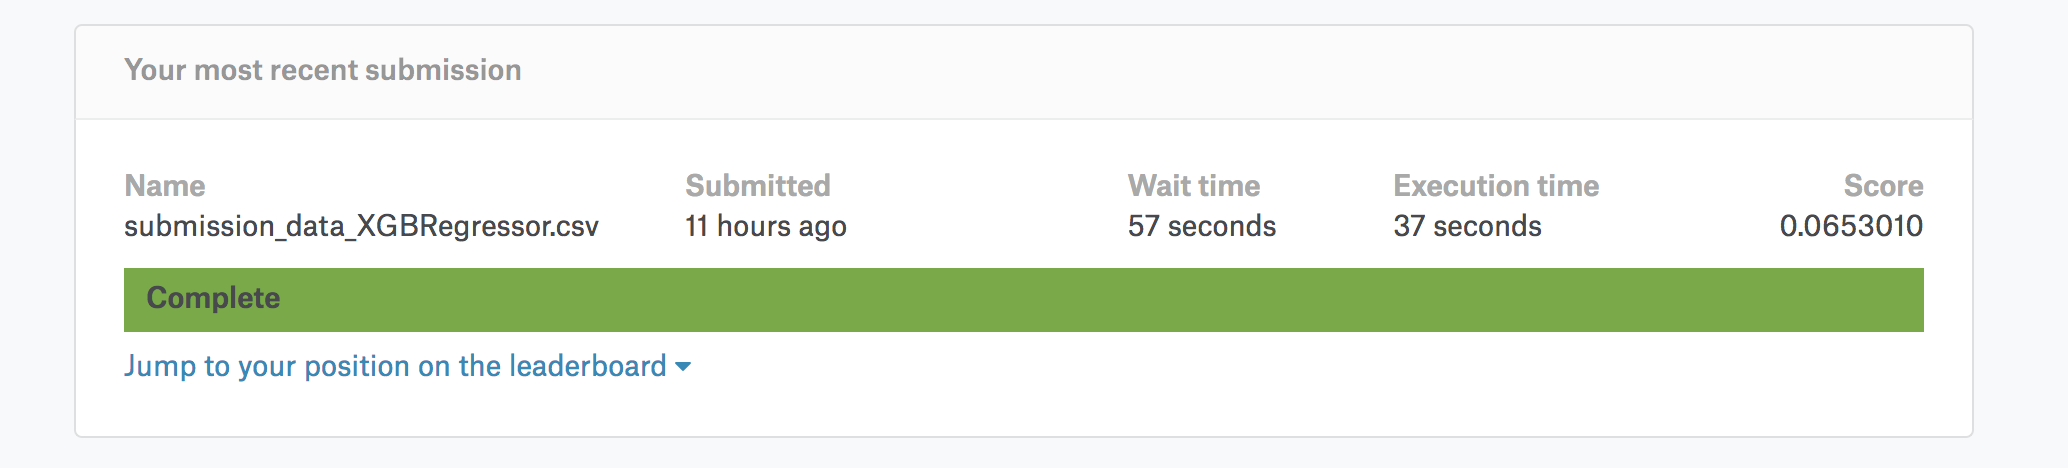 Your most recent submission
Name Submitted Wait time Execution time Score
submission_data_XGBRegressor.csv 11 hours ago 57 seconds 37 seconds 0.0653010
Complete
Jump to your position on the leaderboard